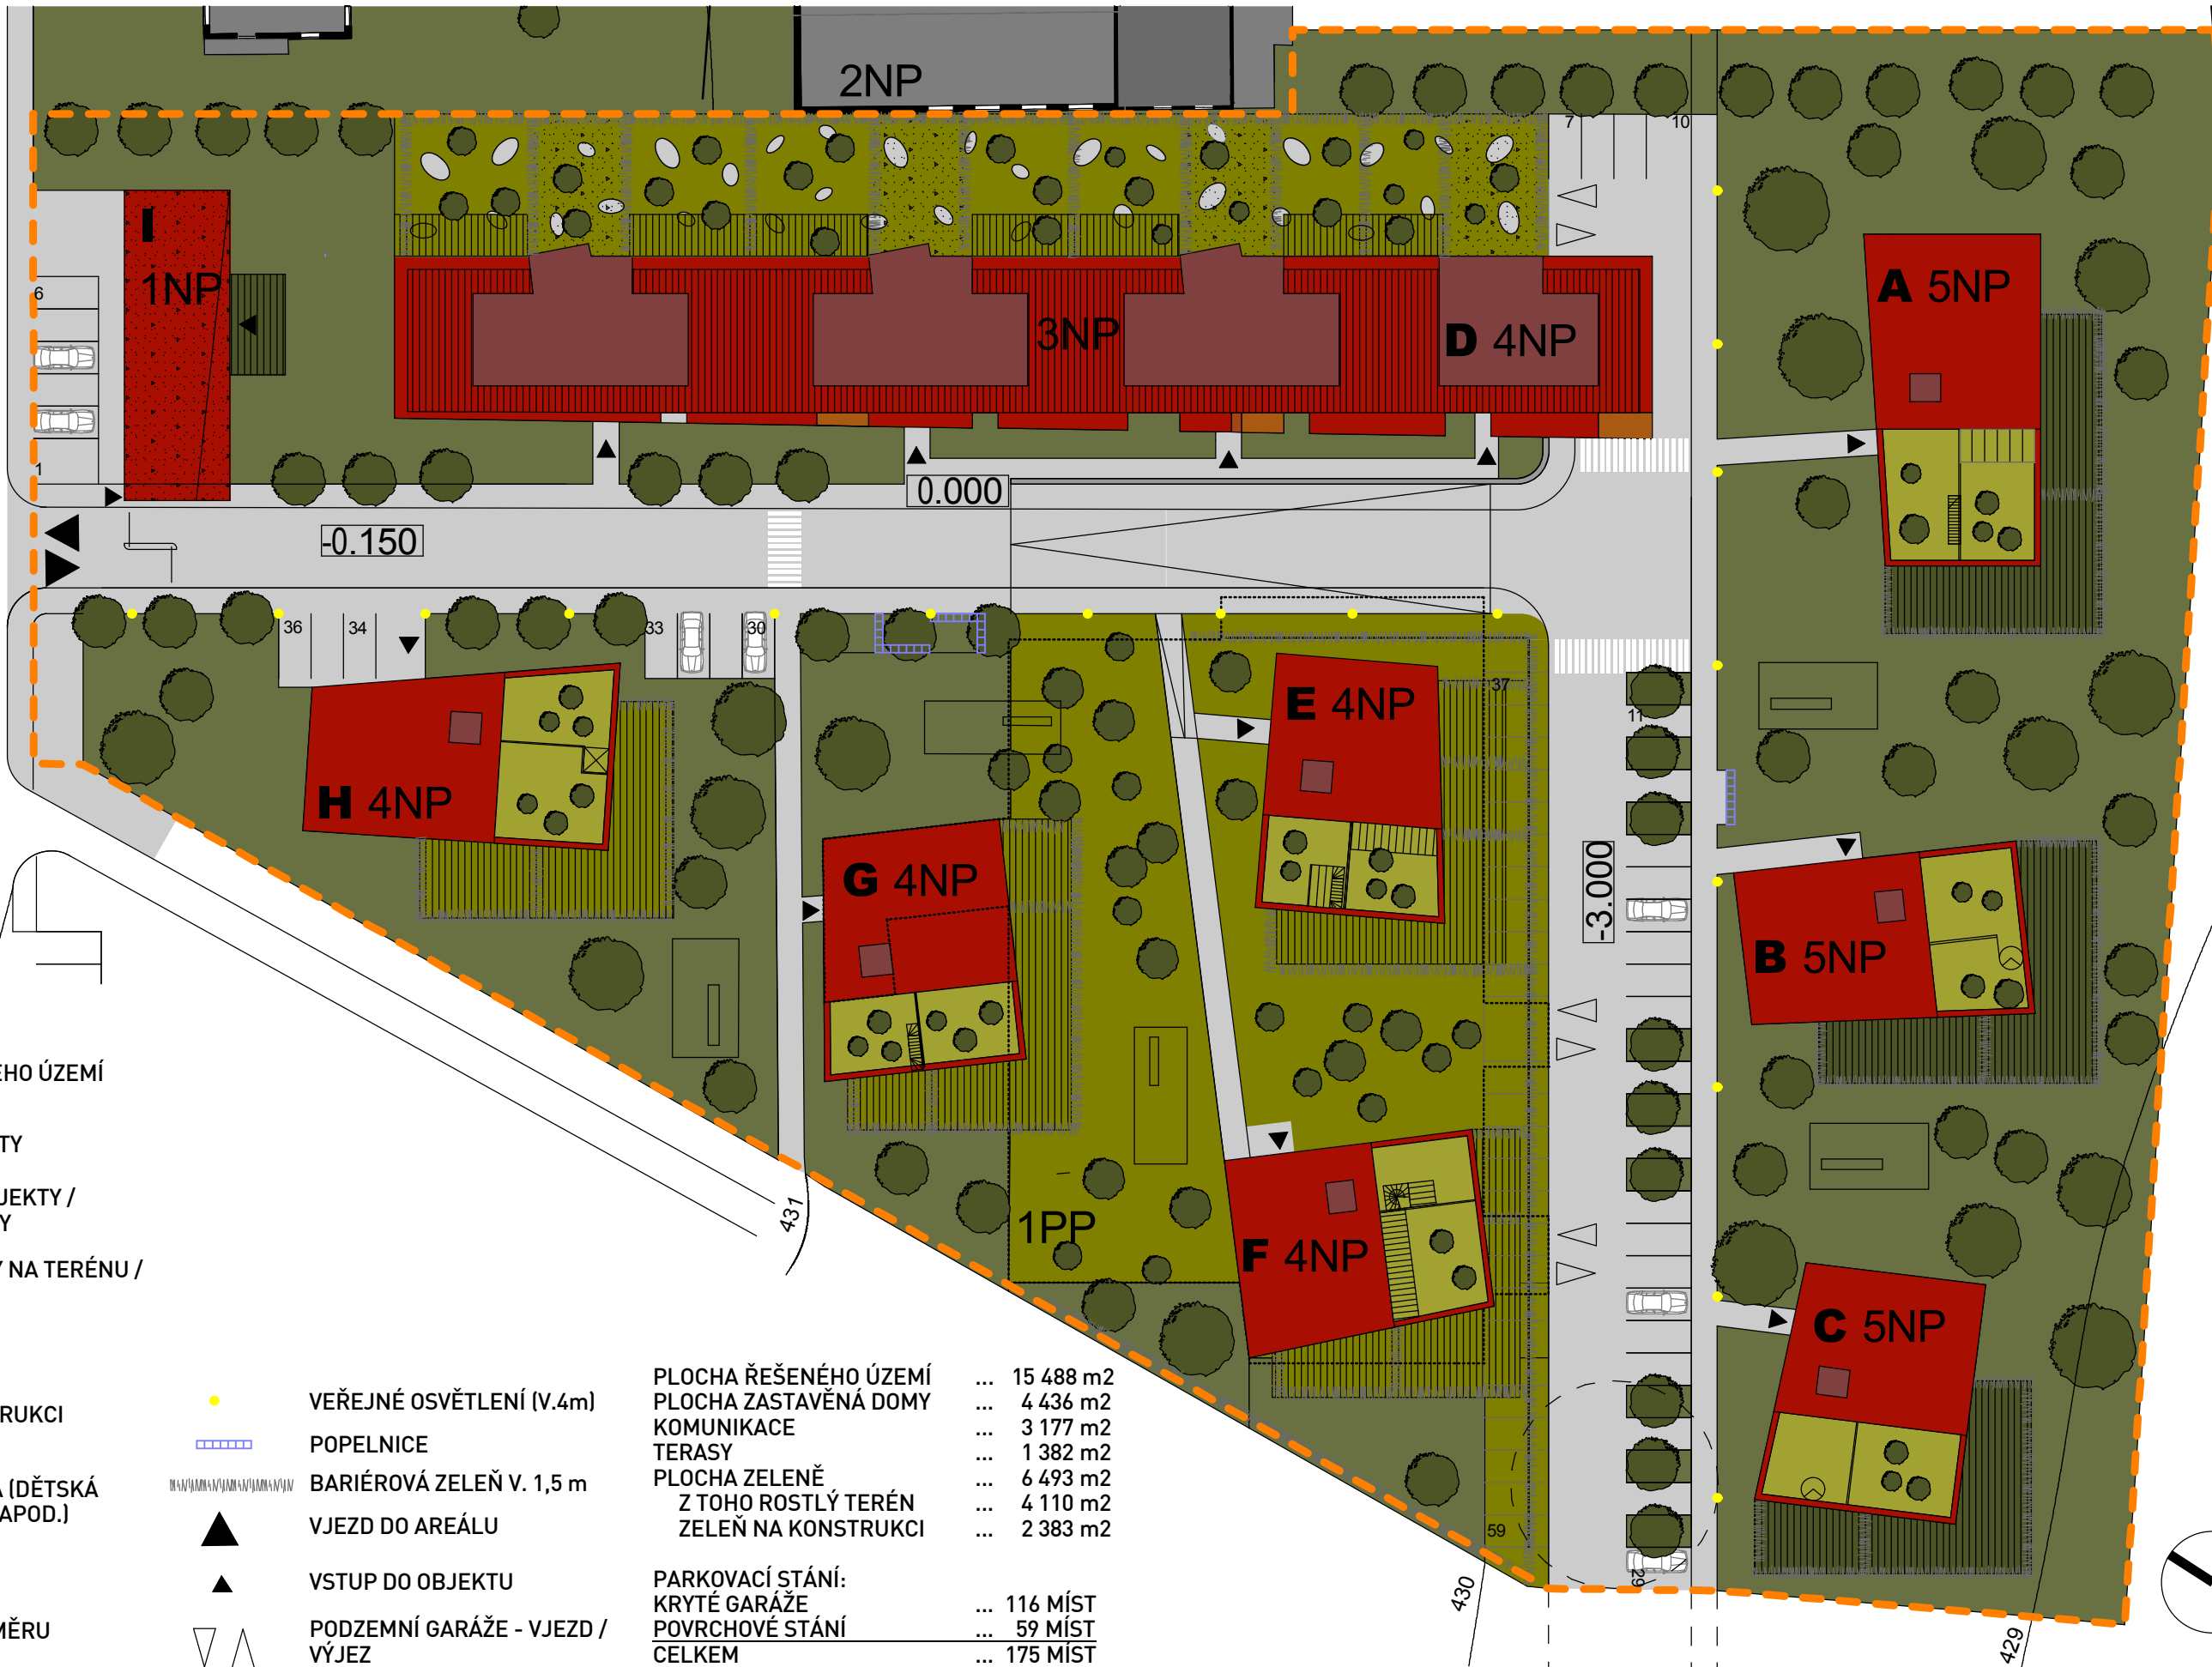 2NP
7
10
I
1NP
6
1
A 5NP
3NP
D 4NP
0.000
-0.150
36
34
33
30
37
11
E 4NP
H 4NP
G 4NP
-3.000
B 5NP
1PP
F 4NP
C 5NP
431
430
429
59
29
EHO ÚZEMÍ
TY
JEKTY /
Y
Y NA TERÉNU /
RUKCI
A (DĚTSKÁ
APOD.)
MĚRU
VEŘEJNÉ OSVĚTLENÍ (V.4m)
POPELNICE
BARIÉROVÁ ZELEŇ V. 1,5 m
VJEZD DO AREÁLU
VSTUP DO OBJEKTU
PODZEMNÍ GARÁŽE - VJEZD /
VÝJEZ
PLOCHA ŘEŠENÉHO ÚZEMÍ ... 15 488 m2
PLOCHA ZASTAVĚNÁ DOMY ... 4 436 m2
KOMUNIKACE ... 3 177 m2
TERASY ... 1 382 m2
PLOCHA ZELENĚ ... 6 493 m2
Z TOHO ROSTLÝ TERÉN ... 4 110 m2
ZELEŇ NA KONSTRUKCI ... 2 383 m2
PARKOVACÍ STÁNÍ:
KRYTÉ GARÁŽE ... 116 MÍST
POVRCHOVÉ STÁNÍ ... 59 MÍST
CELKEM ... 175 MÍST